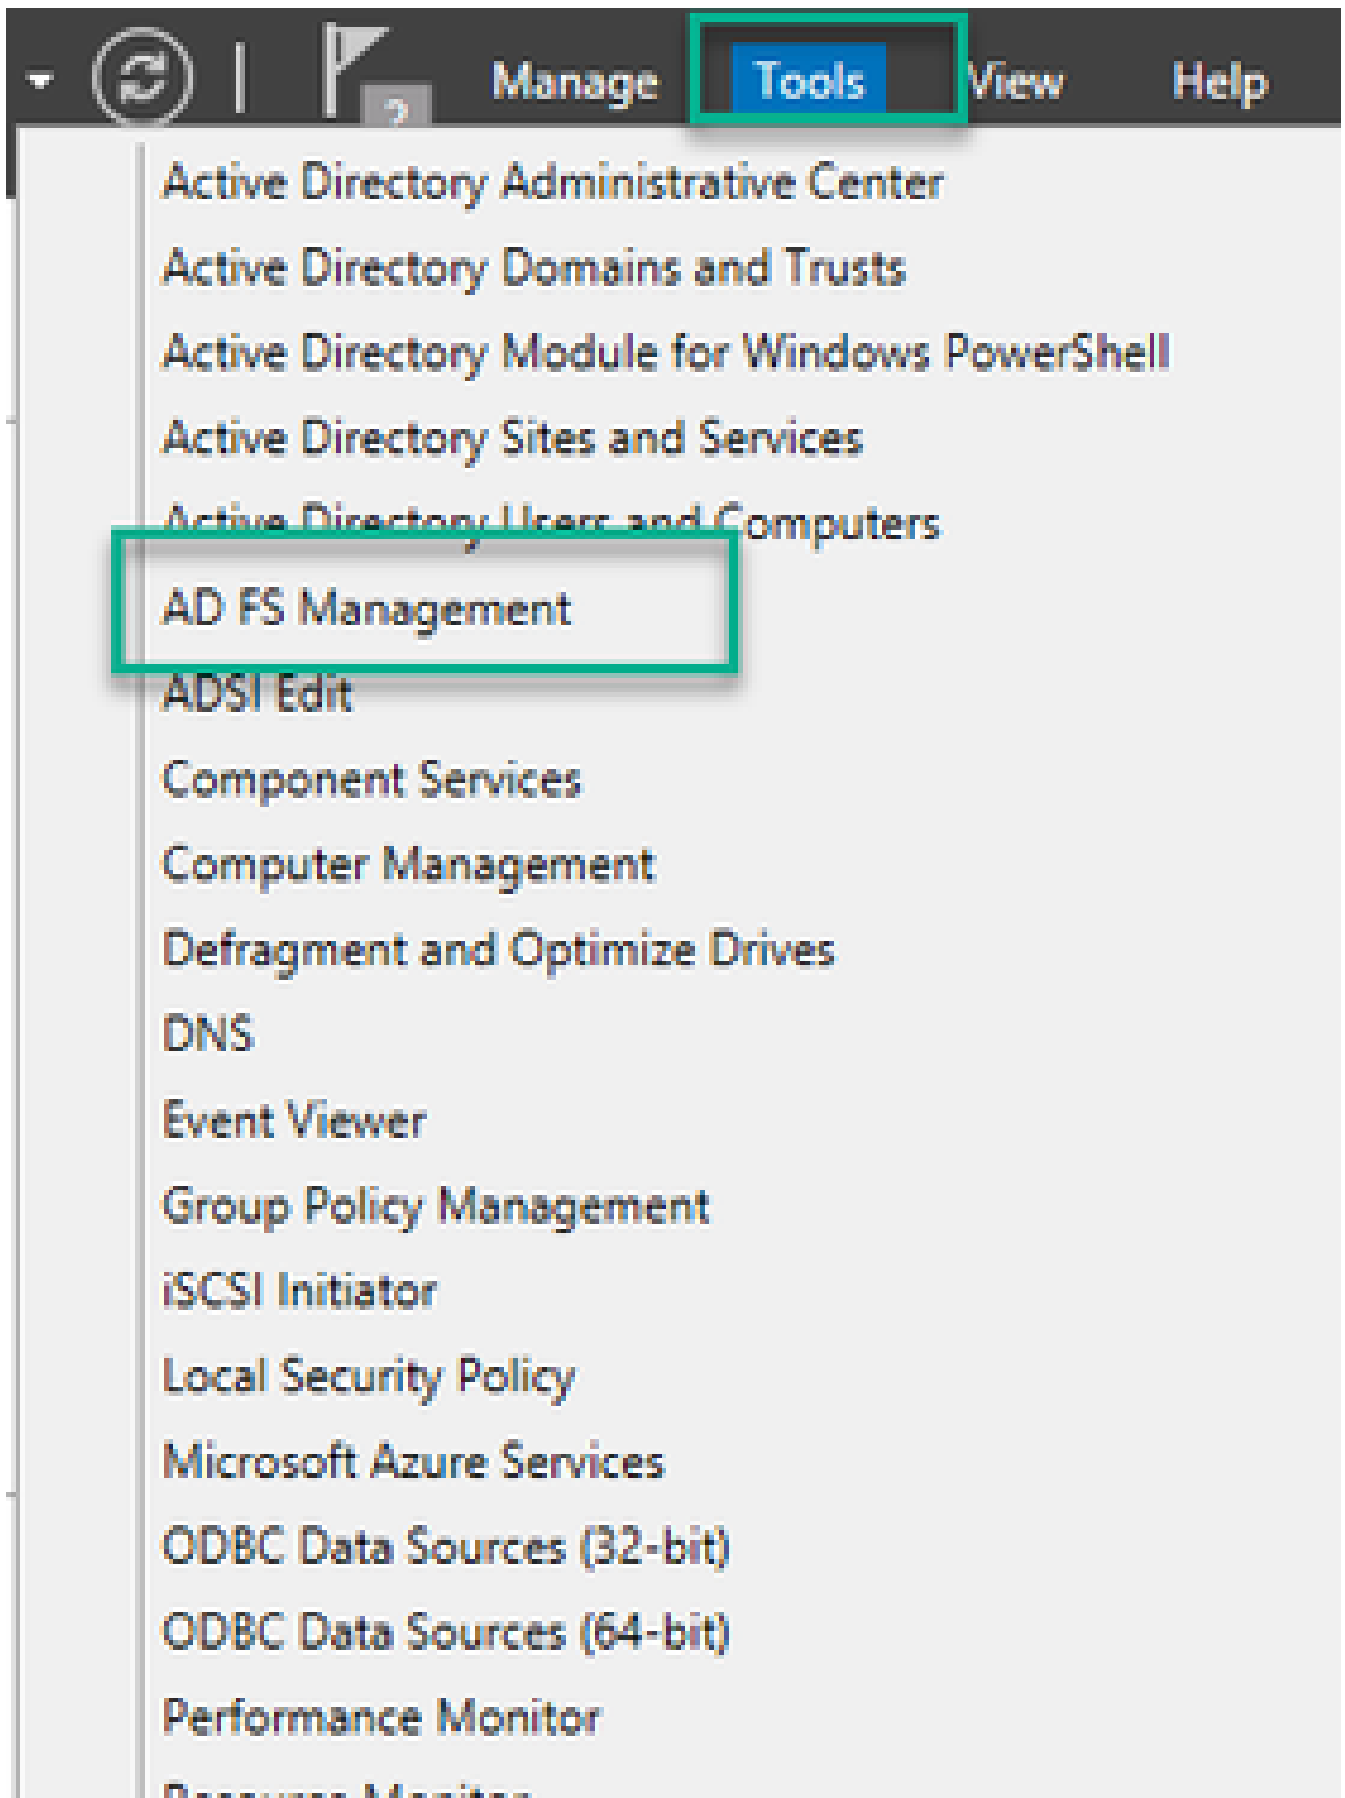 Manage Tools View Help
Active Directory Administrative Center
Active Directory Domains and Trusts
Active Directory Module for Windows PowerShell
Active Directory Sites and Services
Active Directory Users and Computers
AD FS Management
ADSI Edit
Component Services
Computer Management
Defragment and Optimize Drives
DNS
Event Viewer
Group Policy Management
iSCSI Initiator
Local Security Policy
Microsoft Azure Services
ODBC Data Sources (32-bit)
ODBC Data Sources (64-bit)
Performance Monitor